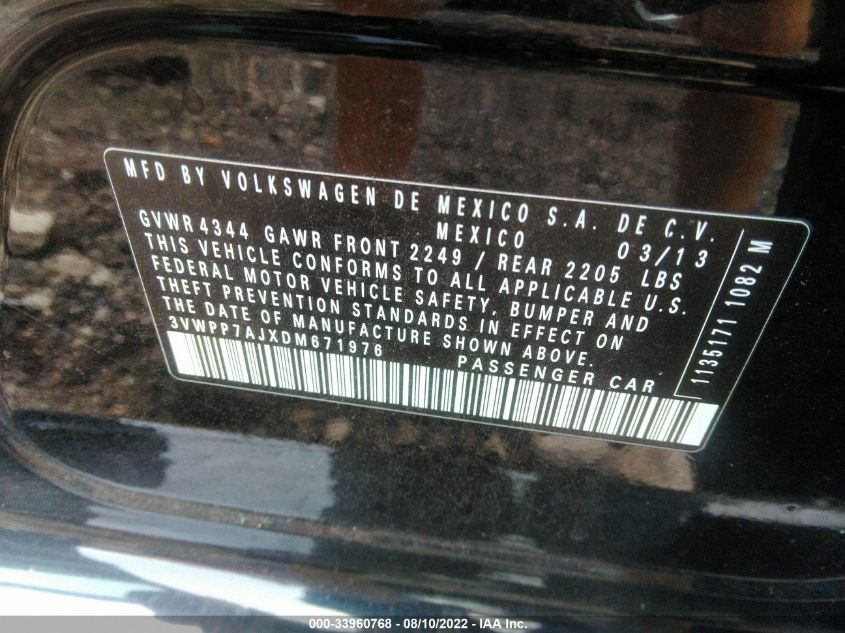 MFD BY VOLKSWAGEN DE MEXICO S.A. DE C.V.
MEXICO 03/13
GVWR 4344 GAWR FRONT 2249 / REAR 2205 LBS
THIS VEHICLE CONFORMS TO ALL APPLICABLE U.S.
FEDERAL MOTOR VEHICLE SAFETY, BUMPER AND
THEFT PREVENTION STANDARDS IN EFFECT ON
THE DATE OF MANUFACTURE SHOWN ABOVE.
3VWPP7AJXDM671976 PASSENGER CAR
1135171 1082 M
000-33960768 - 08/10/2022 - IAA Inc.